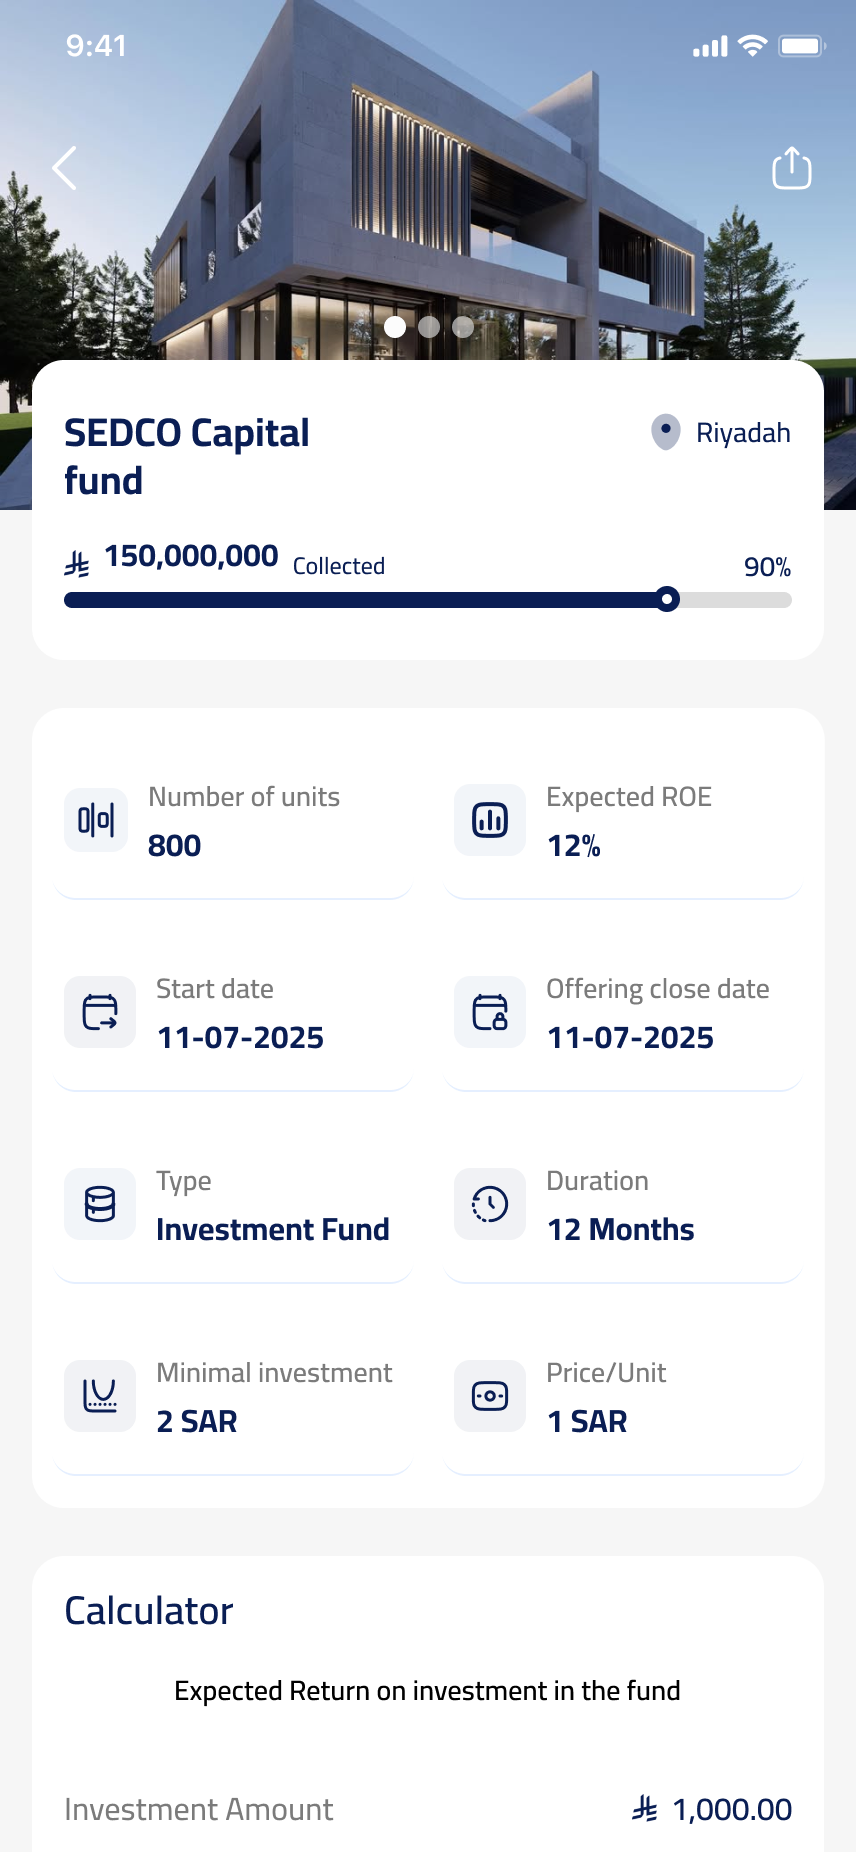 9:41
SEDCO Capital
fund
Riyadah
150,000,000 Collected
90%
Number of units
800
Expected ROE
12%
Start date
11-07-2025
Offering close date
11-07-2025
Type
Investment Fund
Duration
12 Months
Minimal investment
2 SAR
Price/Unit
1 SAR
Calculator
Expected Return on investment in the fund
Investment Amount
1,000.00